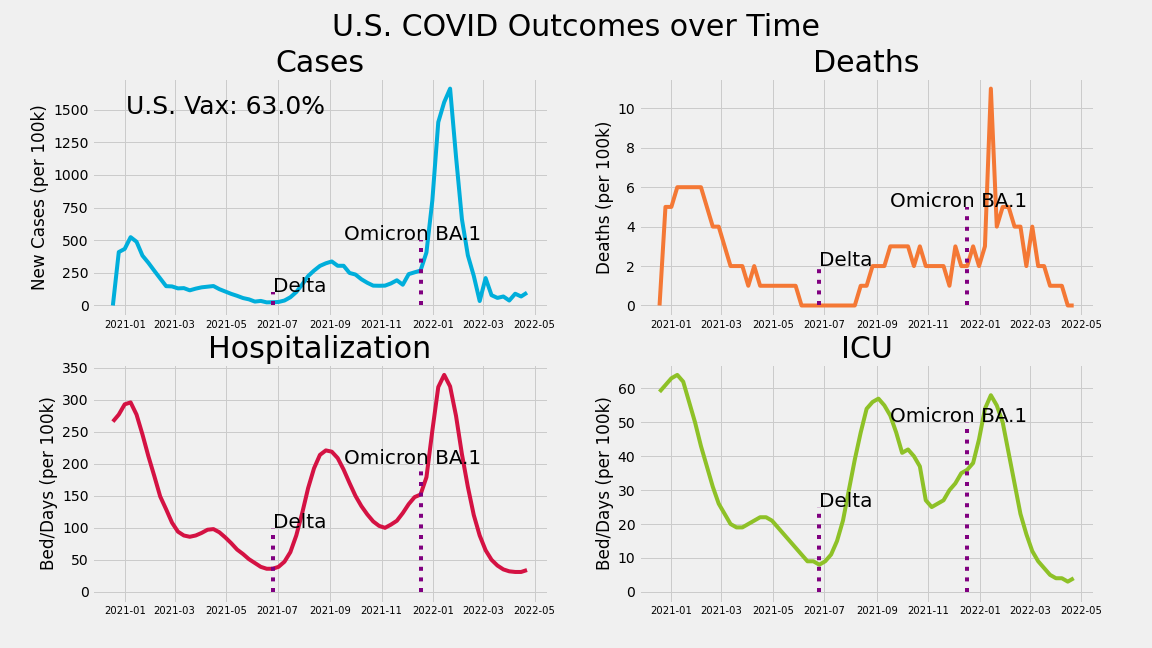 U.S. COVID Outcomes over Time
Cases
New Cases (per 100k)
1500
1250
1000
750
500
250
0
U.S. Vax: 63.0%
Omicron BA.1
Delta
2021-01 2021-03 2021-05 2021-07 2021-09 2021-11 2022-01 2022-03 2022-05
Deaths
Deaths (per 100k)
10
8
6
4
2
0
Omicron BA.1
Delta
2021-01 2021-03 2021-05 2021-07 2021-09 2021-11 2022-01 2022-03 2022-05
Hospitalization
Bed/Days (per 100k)
350
300
250
200
150
100
50
0
Omicron BA.1
Delta
2021-01 2021-03 2021-05 2021-07 2021-09 2021-11 2022-01 2022-03 2022-05
ICU
Bed/Days (per 100k)
60
50
40
30
20
10
0
Omicron BA.1
Delta
2021-01 2021-03 2021-05 2021-07 2021-09 2021-11 2022-01 2022-03 2022-05